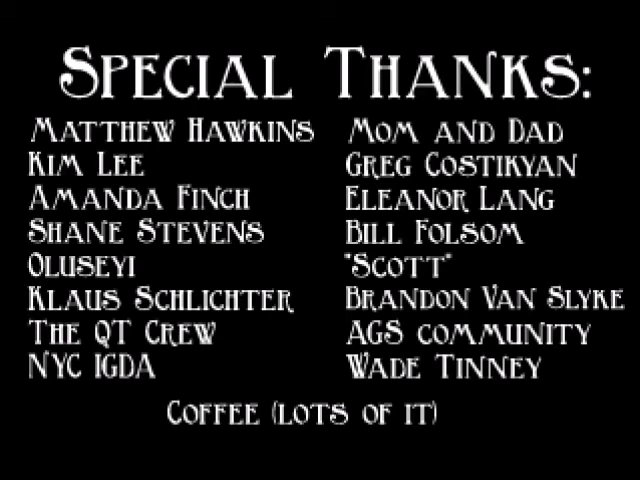 Special Thanks:
Matthew Hawkins
Kim Lee
Amanda Finch
Shane Stevens
Oluseyi
Klaus Schlichter
The QT Crew
NYC IGDA
Mom and Dad
Greg Costikyan
Eleanor Lang
Bill Folsom
"Scott"
Brandon Van Slyke
AGS community
Wade Tinney
Coffee (lots of it)